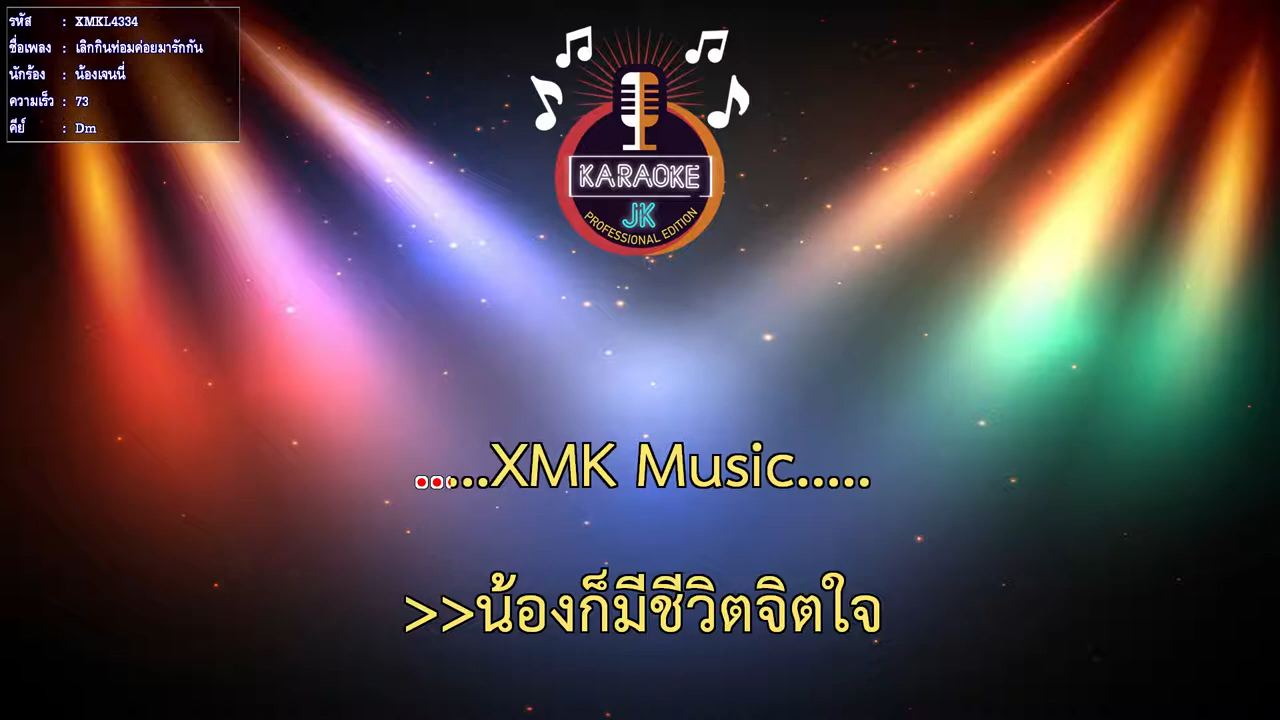 รหัส : XMKL4334
ชื่อเพลง : เลิกกินท่อมค่อยมารักกัน
นักร้อง : น้องเจนนี่
ความเร็ว : 73
คีย์ : Dm
KARAOKE
JK
PROFESSIONAL EDITION
.....XMK Music.....
>>น้องก็มีชีวิตจิตใจ